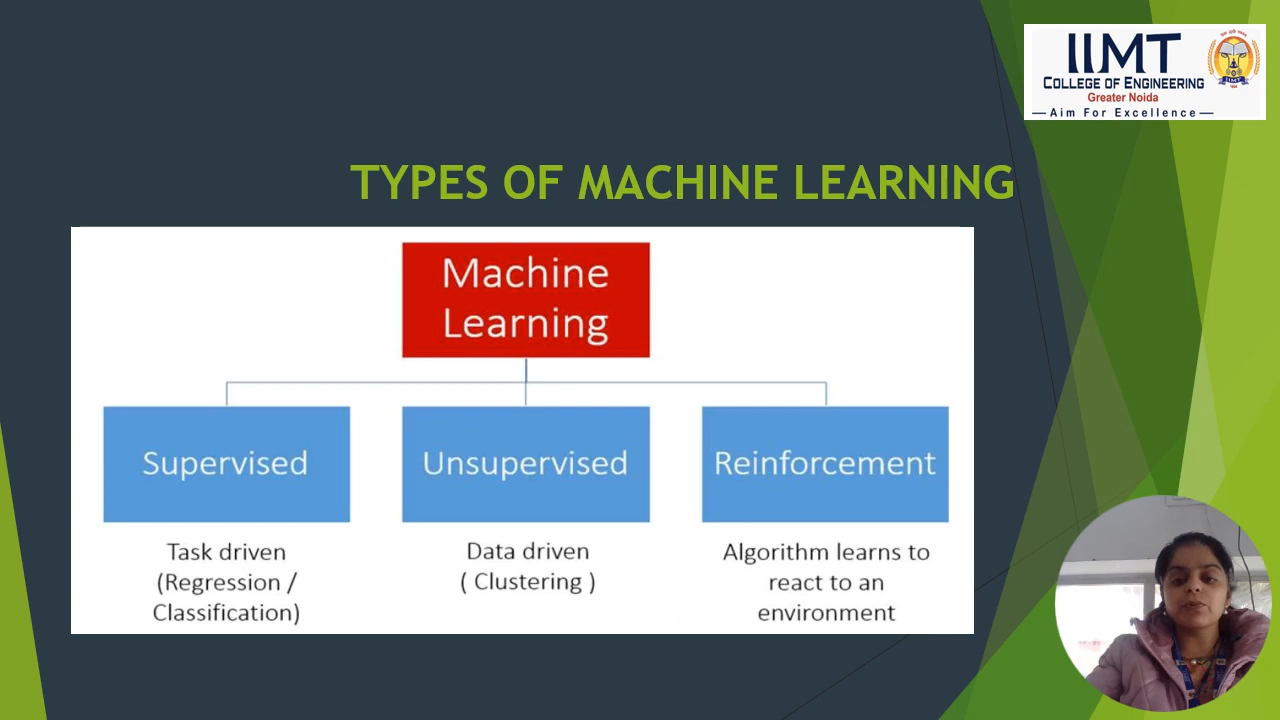 IIMT
COLLEGE OF ENGINEERING
Greater Noida
Aim For Excellence
IIMT
TYPES OF MACHINE LEARNING
Machine
Learning
Supervised
Unsupervised
Reinforcement
Task driven
(Regression /
Classification)
Data driven
( Clustering )
Algorithm learns to
react to an
environment